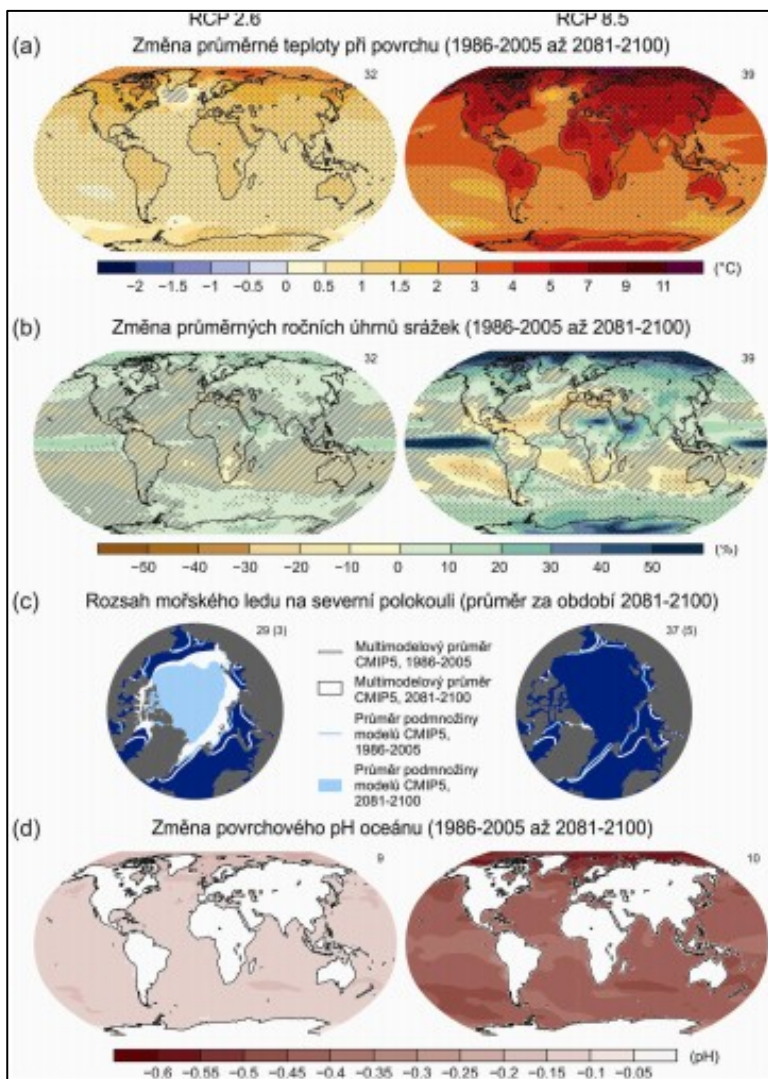 RCP 2.6
RCP 8.5
(a)
Změna průměrné teploty při povrchu (1986-2005 až 2081-2100)
32
39
(°C)
−2 −1.5 −1 −0.5 0 0.5 1 1.5 2 3 4 5 7 9 11
(b)
Změna průměrných ročních úhrnů srážek (1986-2005 až 2081-2100)
32
39
(%)
−50 −40 −30 −20 −10 0 10 20 30 40 50
(c)
Rozsah mořského ledu na severní polokouli (průměr za období 2081-2100)
29 (3)
37 (5)
Multimodelový průměr
CMIP5, 1986-2005
Multimodelový průměr
CMIP5, 2081-2100
Průměr podmnožiny
modelů CMIP5,
1986-2005
Průměr podmnožiny
modelů CMIP5,
2081-2100
(d)
Změna povrchového pH oceánu (1986-2005 až 2081-2100)
9
10
(pH)
−0.6 −0.55 −0.5 −0.45 −0.4 −0.35 −0.3 −0.25 −0.2 −0.15 −0.1 −0.05